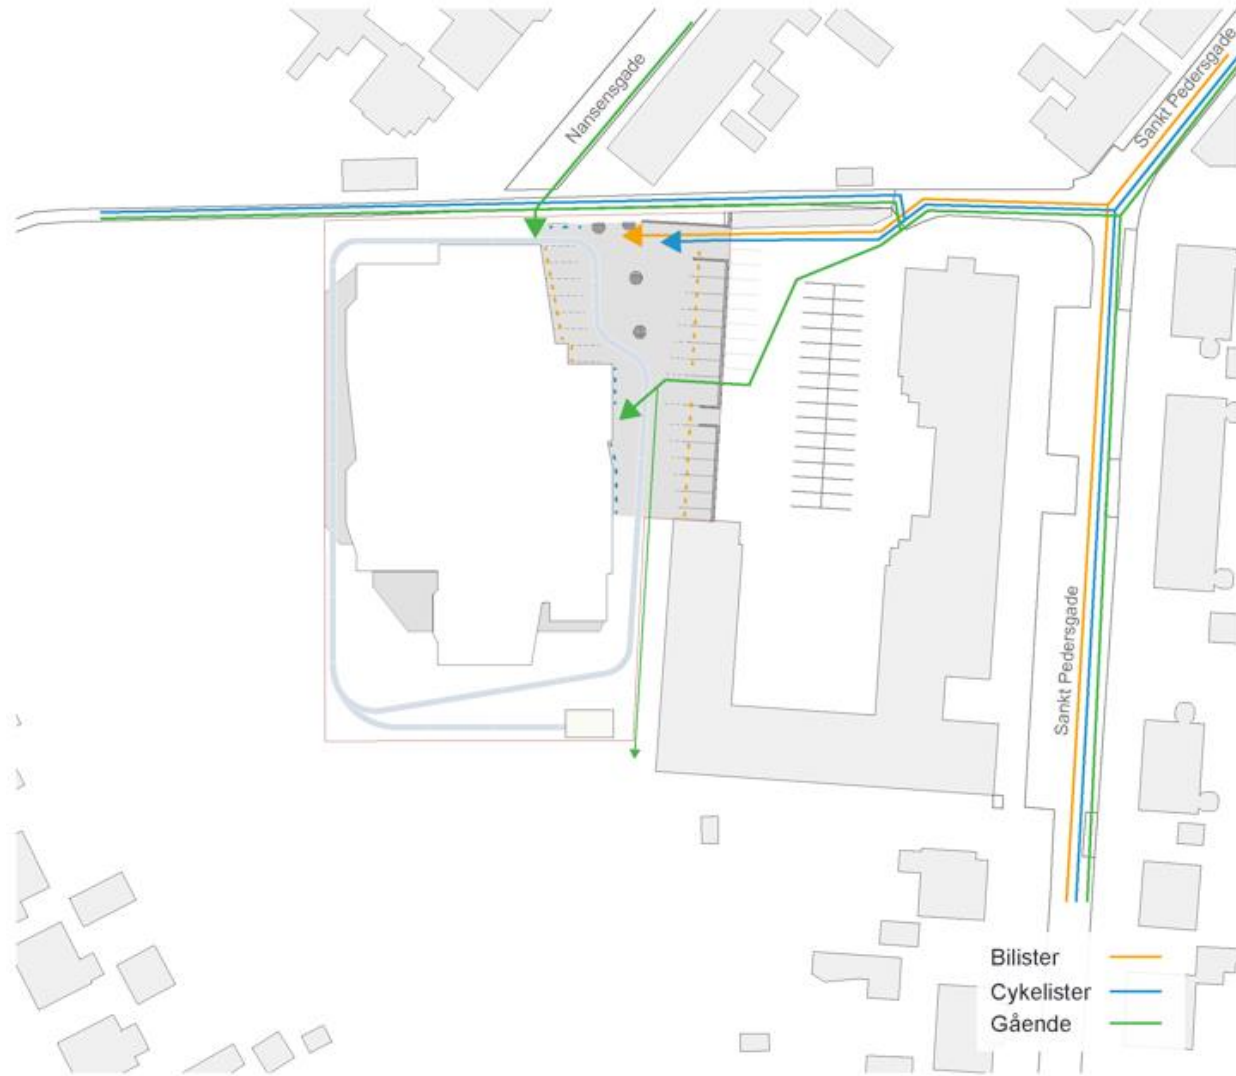 Nansensgade
Sankt Pedersgade
Sankt Pedersgade
Bilister
Cykelister
Gående